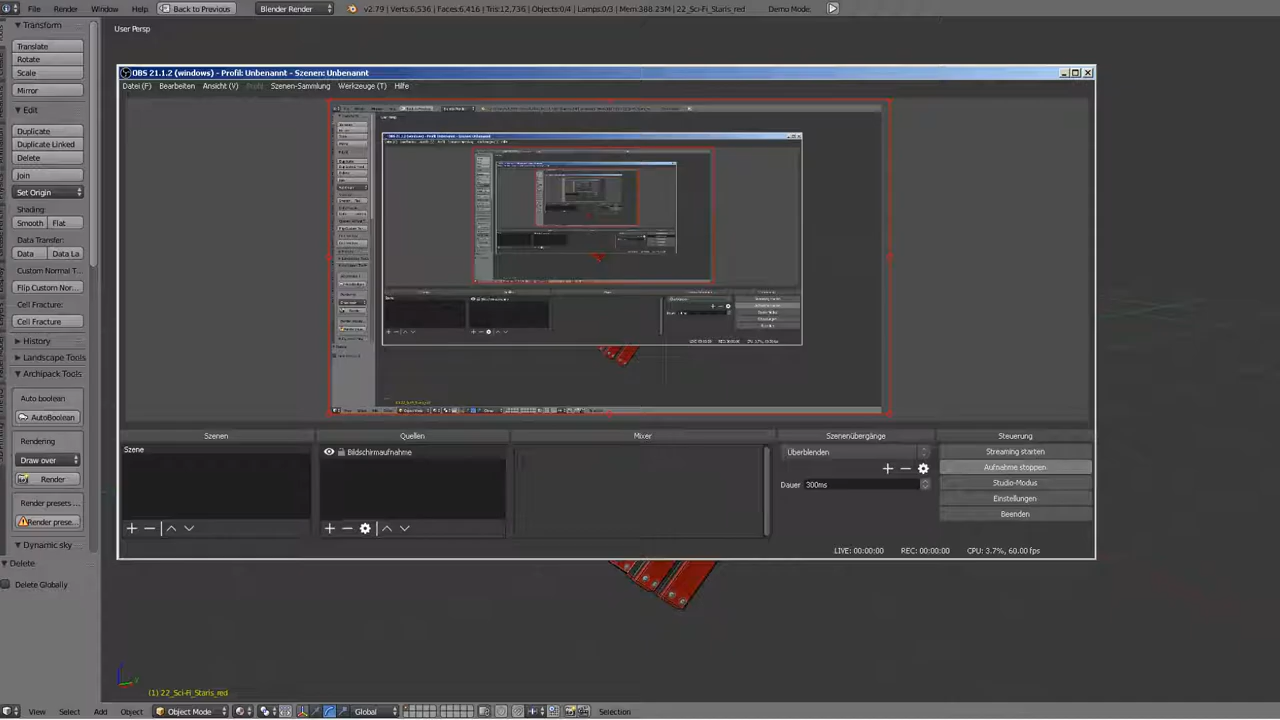 File Render Window Help Back to Previous Blender Render v2.79 | Verts:6,536 | Faces:6,416 | Tris:12,736 | Objects:0/4 | Lamps:0/3 | Mem:388.23M | 22_Sci-Fi_Staris_red Demo Mode:
User Persp
Transform
Translate
Rotate
Scale
Mirror
Edit
Duplicate
Duplicate Linked
Delete
Join
Set Origin
Shading:
Smooth Flat
Data Transfer:
Data Data La
Custom Normal T...
Flip Custom Nor...
Cell Fracture:
Cell Fracture
History
Landscape Tools
Archipack Tools
Auto boolean
AutoBoolean
Rendering
Draw over
Render
Render presets...
Render prese...
Dynamic sky
Delete
Delete Globally
OBS 21.1.2 (windows) - Profil: Unbenannt - Szenen: Unbenannt
Datei (F) Bearbeiten Ansicht (V) Profil Szenen-Sammlung Werkzeuge (T) Hilfe
Szenen Quellen Mixer Szenenübergänge Steuerung
Szene
Bildschirmaufnahme
Überblenden
Dauer 300ms
Streaming starten
Aufnahme stoppen
Studio-Modus
Einstellungen
Beenden
LIVE: 00:00:00 REC: 00:00:00 CPU: 3.7%, 60.00 fps
(1) 22_Sci-Fi_Staris_red
View Select Add Object Object Mode Global Selection